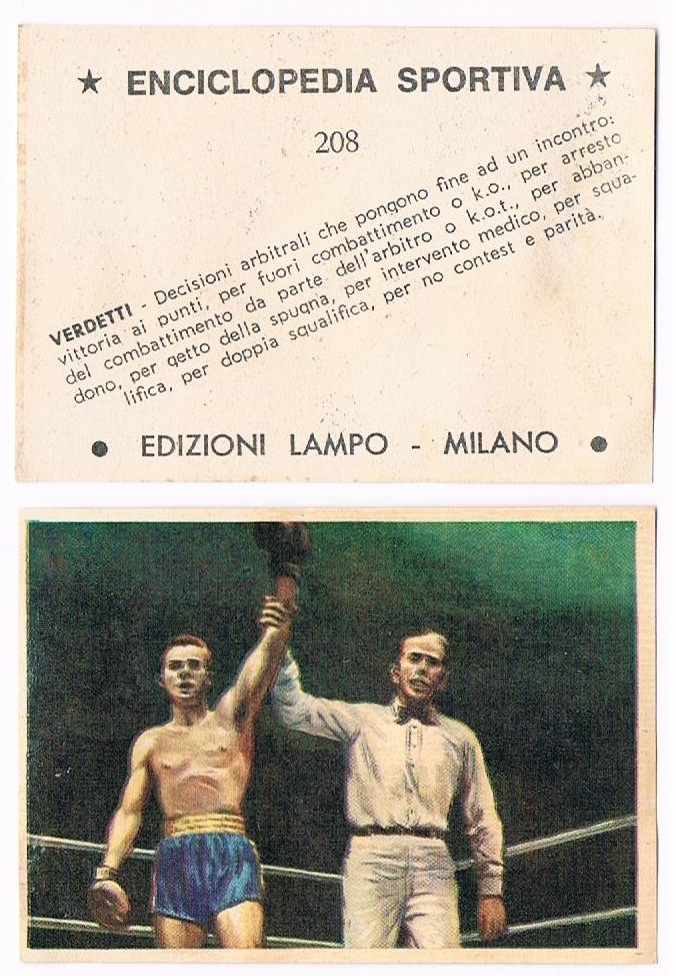 ★ ENCICLOPEDIA SPORTIVA ★
208
VERDETTI - Decisioni arbitrali che pongono fine ad un incontro:
vittoria ai punti, per fuori combattimento o k.o., per arresto
del combattimento da parte dell'arbitro o k.o.t., per abban-
dono, per getto della spugna, per intervento medico, per squa-
lifica, per doppia squalifica, per no contest e parità.
● EDIZIONI LAMPO - MILANO ●